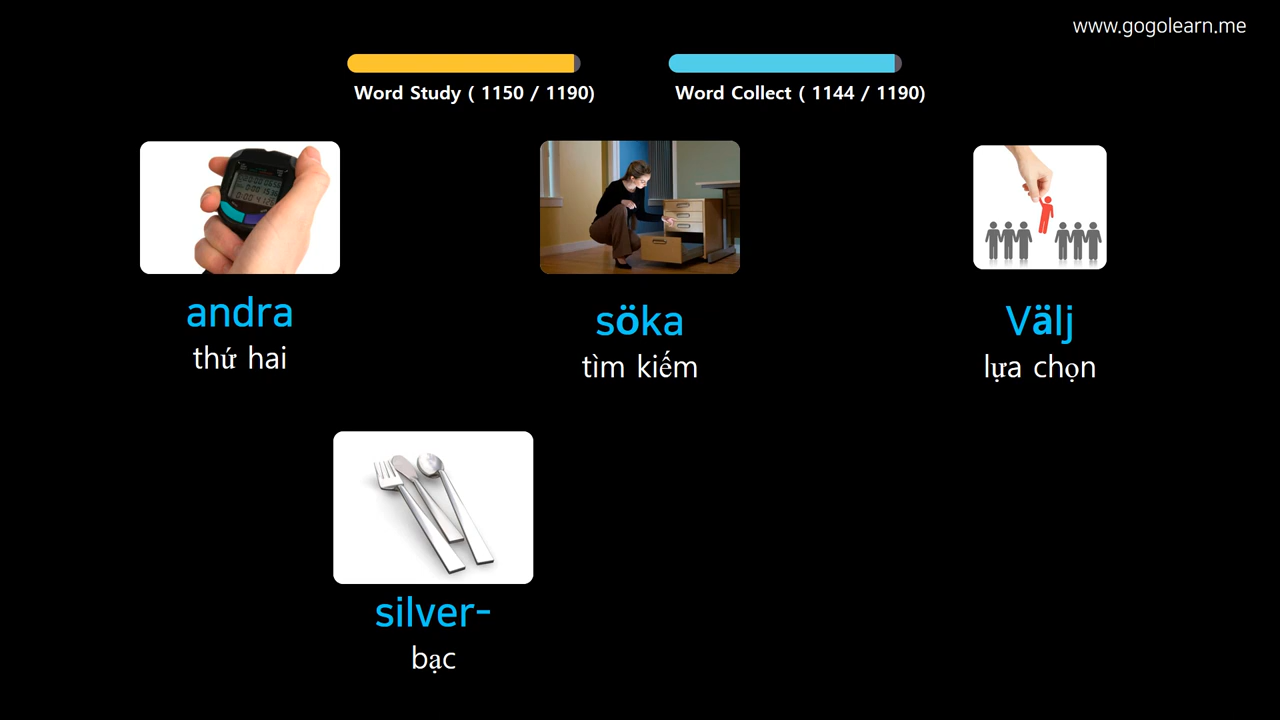 www.gogolearn.me
Word Study ( 1150 / 1190)
Word Collect ( 1144 / 1190)
andra
thứ hai
söka
tìm kiếm
Välj
lựa chọn
silver-
bạc